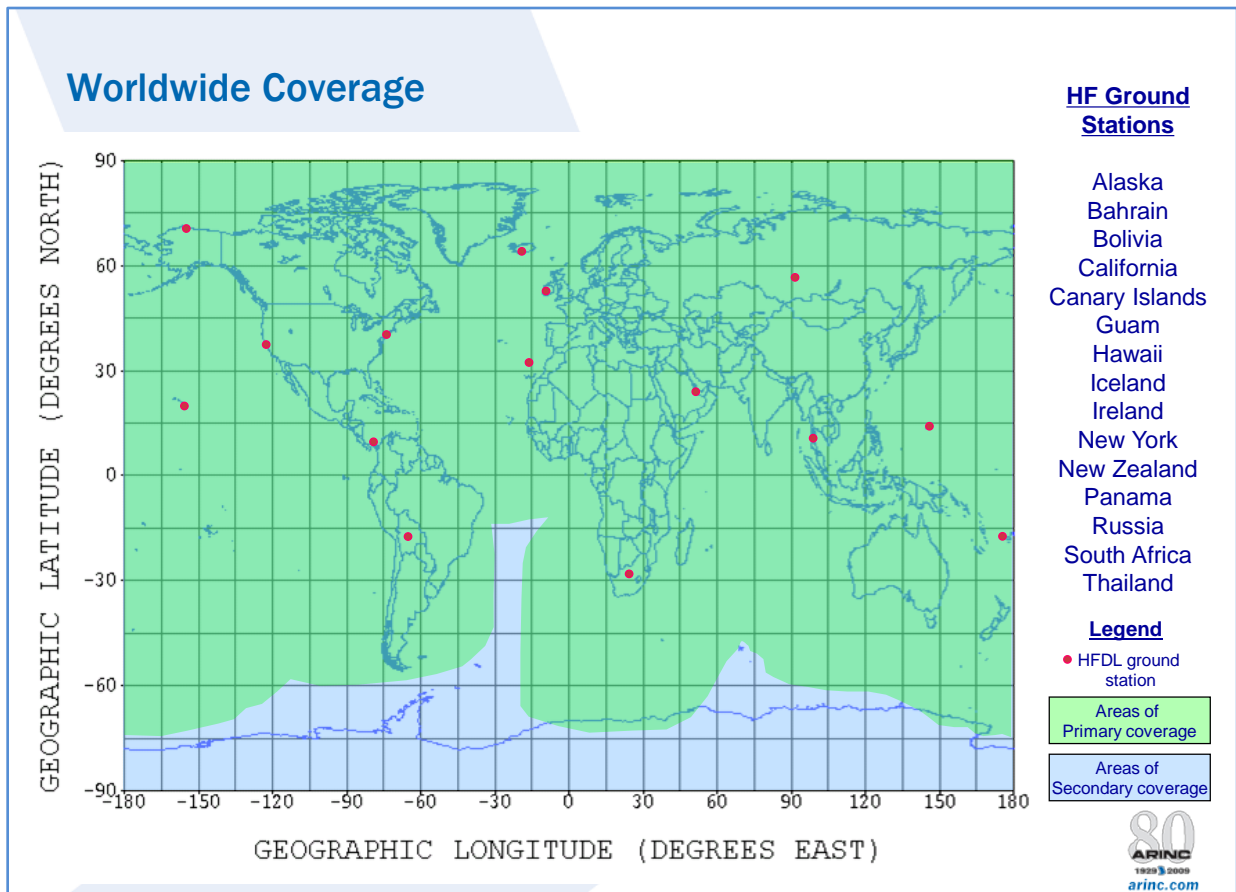 Worldwide Coverage
HF Ground
Stations
Alaska
Bahrain
Bolivia
California
Canary Islands
Guam
Hawaii
Iceland
Ireland
New York
New Zealand
Panama
Russia
South Africa
Thailand
Legend
HFDL ground
station
Areas of
Primary coverage
Areas of
Secondary coverage
GEOGRAPHIC LATITUDE (DEGREES NORTH)
90
60
30
0
-30
-60
-90
-180 -150 -120 -90 -60 -30 0 30 60 90 120 150 180
GEOGRAPHIC LONGITUDE (DEGREES EAST)
80
ARINC
1929 2009
arinc.com